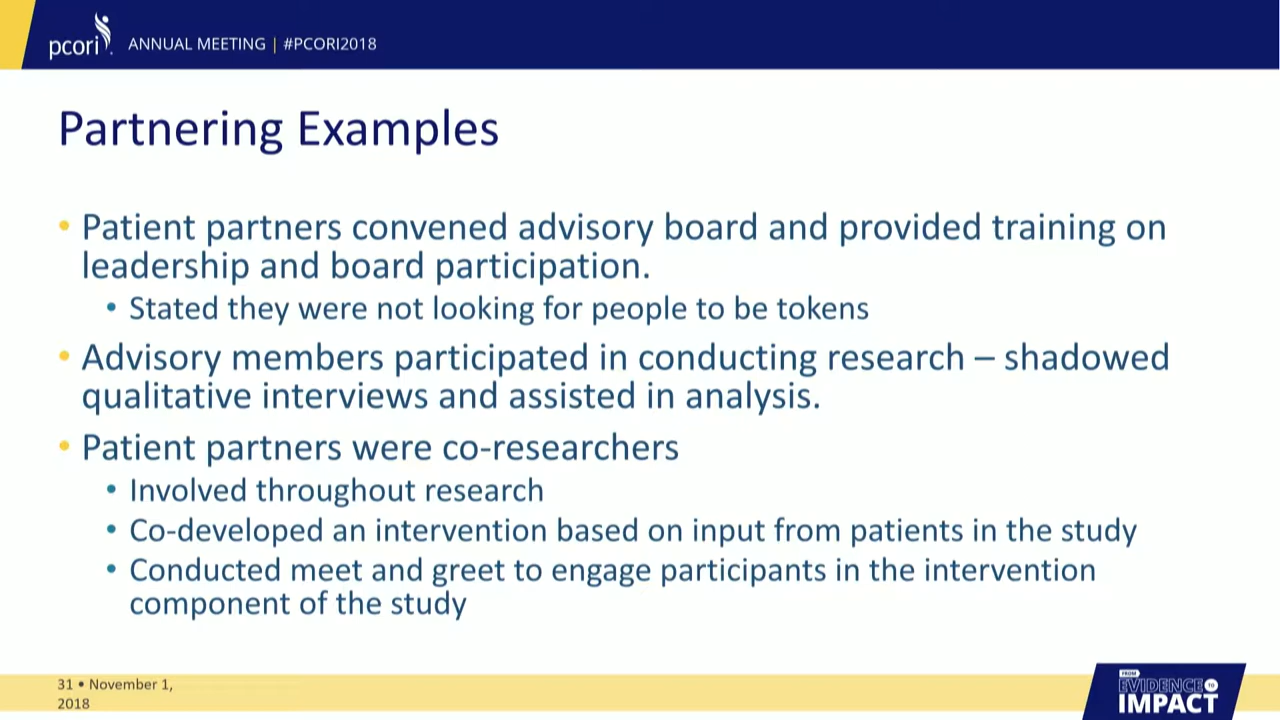 pcori
ANNUAL MEETING | #PCORI2018
Partnering Examples
• Patient partners convened advisory board and provided training on
leadership and board participation.
• Stated they were not looking for people to be tokens
• Advisory members participated in conducting research – shadowed
qualitative interviews and assisted in analysis.
• Patient partners were co-researchers
• Involved throughout research
• Co-developed an intervention based on input from patients in the study
• Conducted meet and greet to engage participants in the intervention
component of the study
31 • November 1,
2018
FROM
EVIDENCE TO
IMPACT